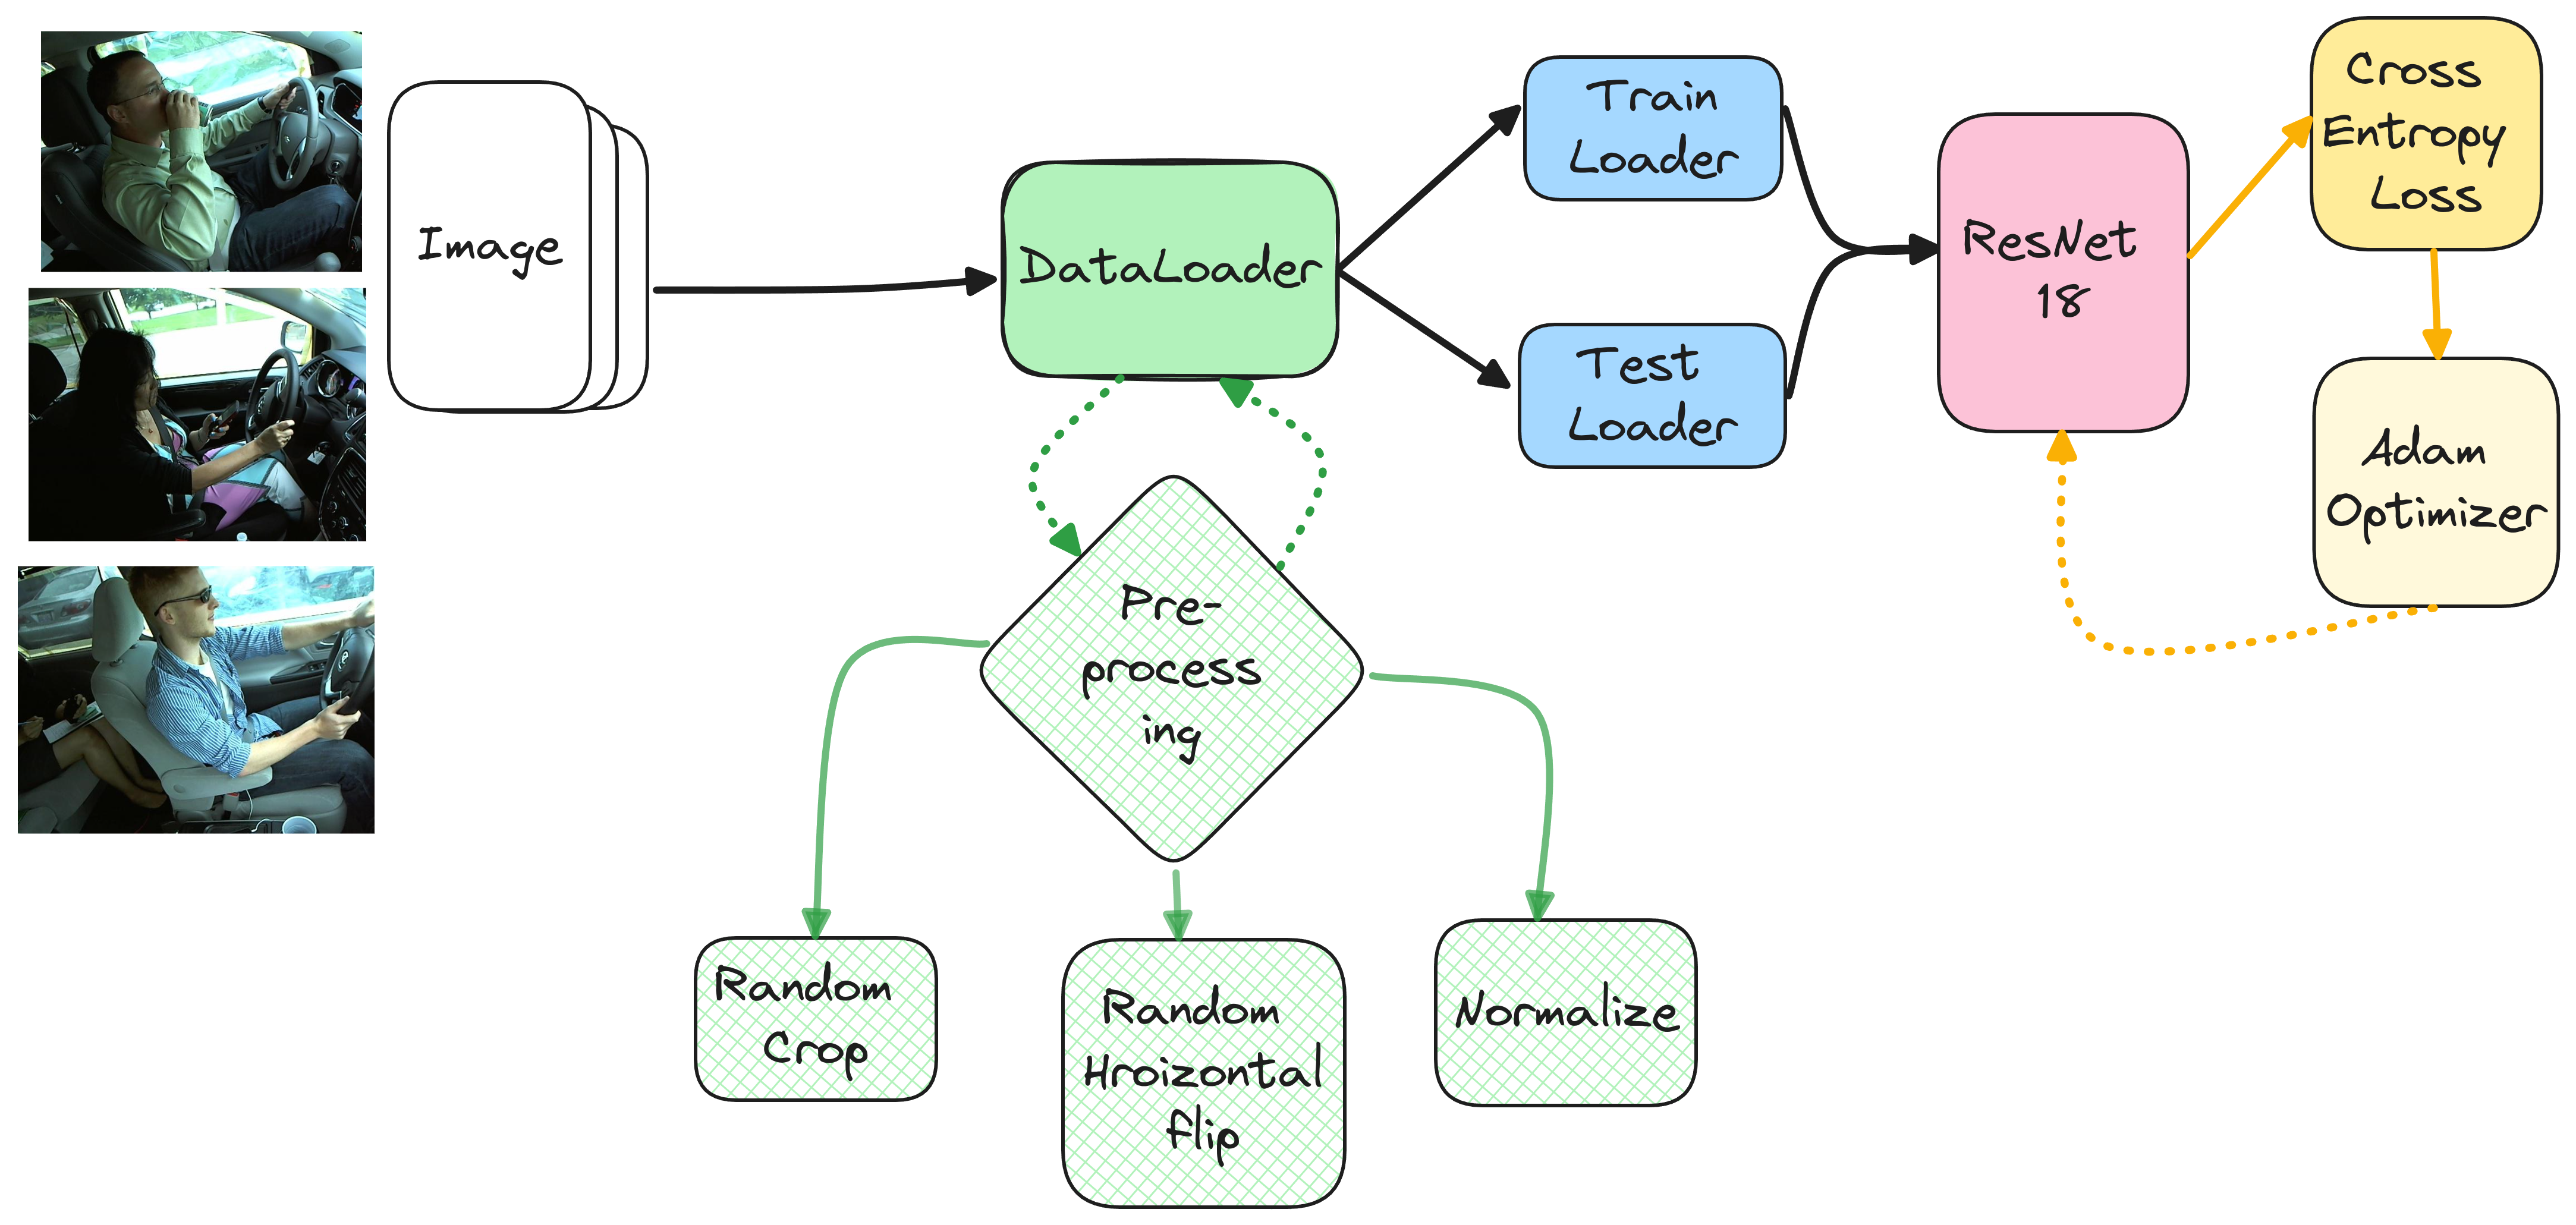 Image
DataLoader
Train
Loader
Test
Loader
ResNet
18
Cross
Entropy
Loss
Adam
Optimizer
Pre-
process
ing
Random
Crop
Random
Hroizontal
flip
Normalize